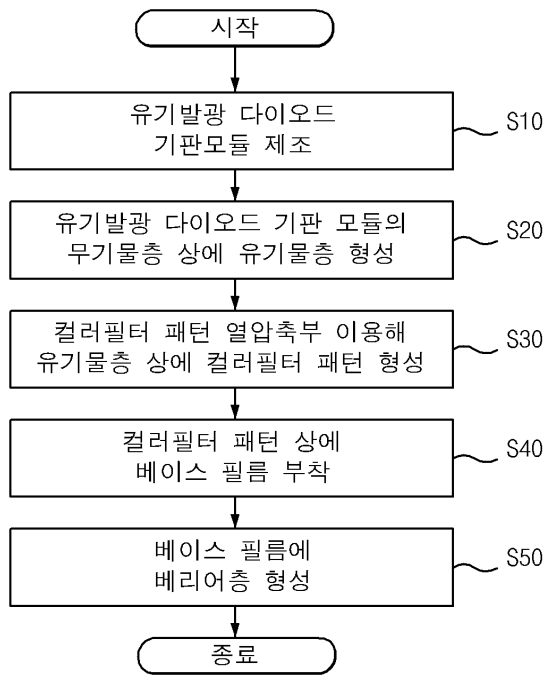 시작
유기발광 다이오드
기판모듈 제조
S10
유기발광 다이오드 기판 모듈의
무기물층 상에 유기물층 형성
S20
컬러필터 패턴 열압축부 이용해
유기물층 상에 컬러필터 패턴 형성
S30
컬러필터 패턴 상에
베이스 필름 부착
S40
베이스 필름에
베리어층 형성
S50
종료